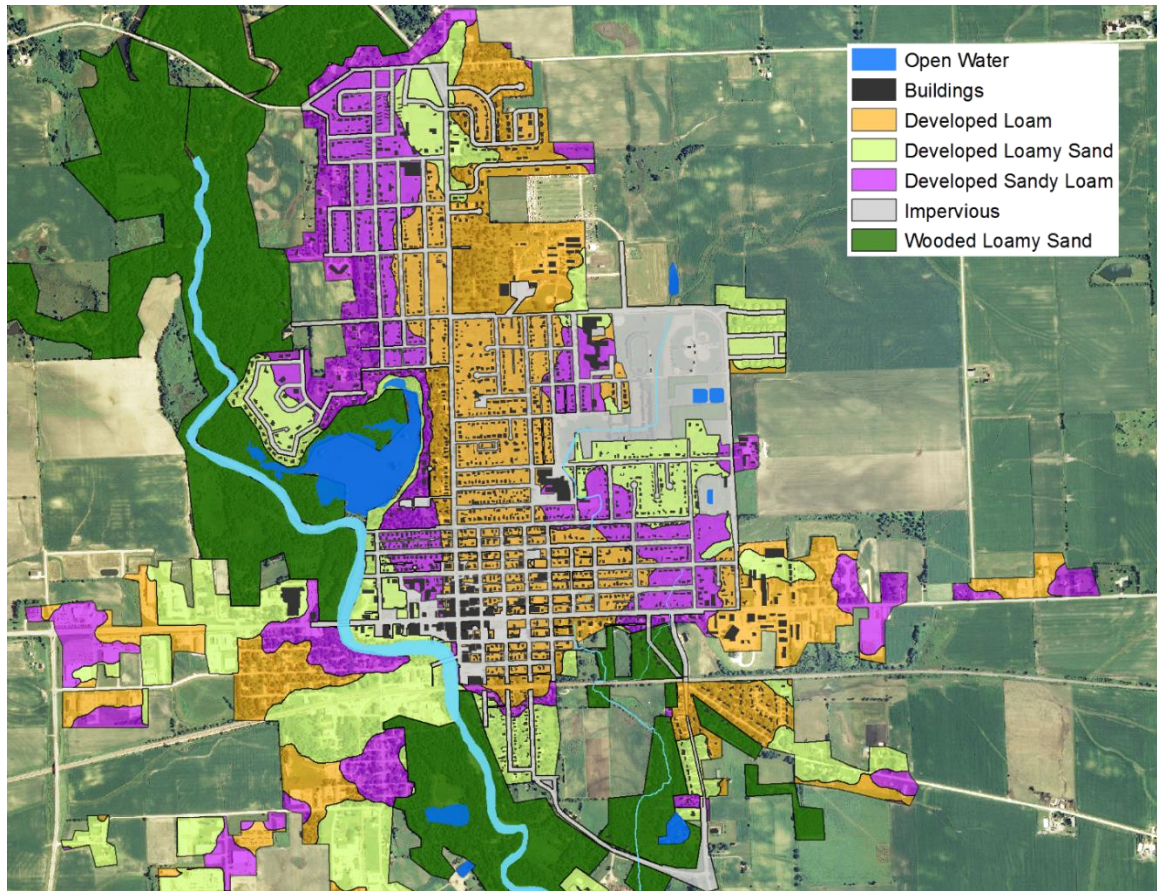 Open Water
Buildings
Developed Loam
Developed Loamy Sand
Developed Sandy Loam
Impervious
Wooded Loamy Sand